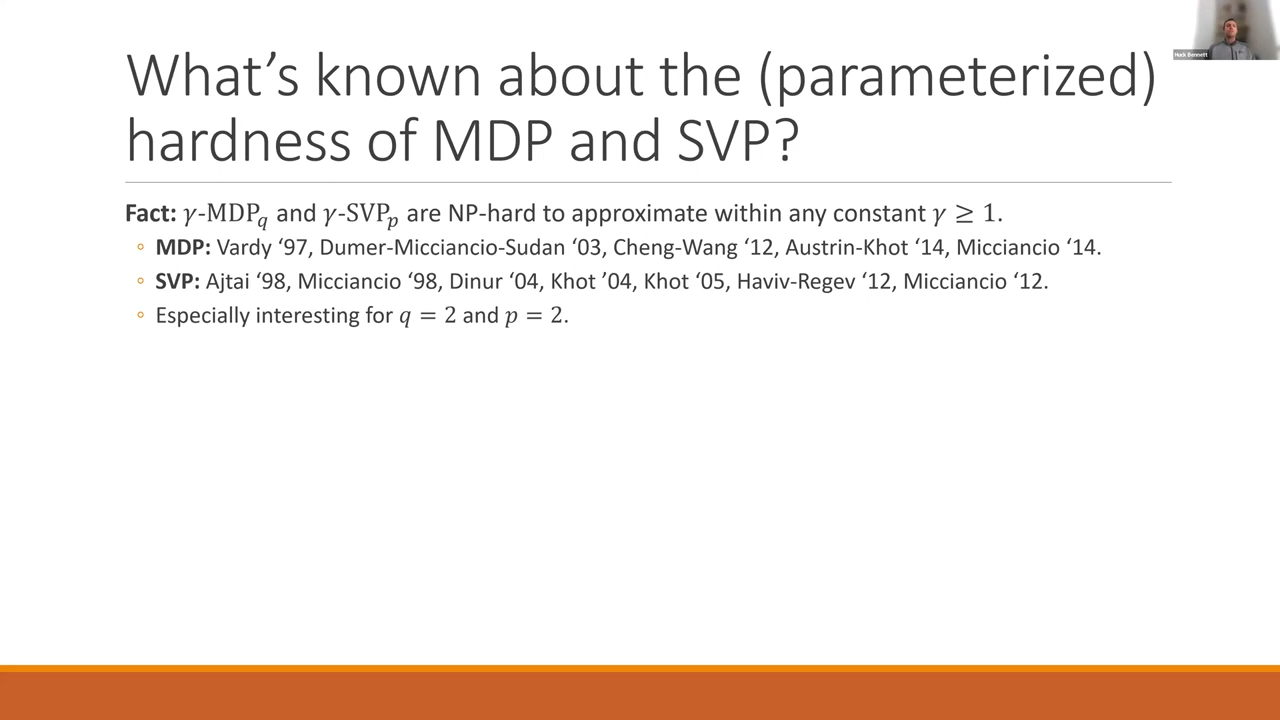 Huck Bennett
What's known about the (parameterized)
hardness of MDP and SVP?
Fact: γ-MDP_q and γ-SVP_p are NP-hard to approximate within any constant γ ≥ 1.
◦ MDP: Vardy ‘97, Dumer-Micciancio-Sudan ‘03, Cheng-Wang ‘12, Austrin-Khot ‘14, Micciancio ‘14.
◦ SVP: Ajtai ‘98, Micciancio ‘98, Dinur ‘04, Khot ’04, Khot ‘05, Haviv-Regev ‘12, Micciancio ‘12.
◦ Especially interesting for q = 2 and p = 2.